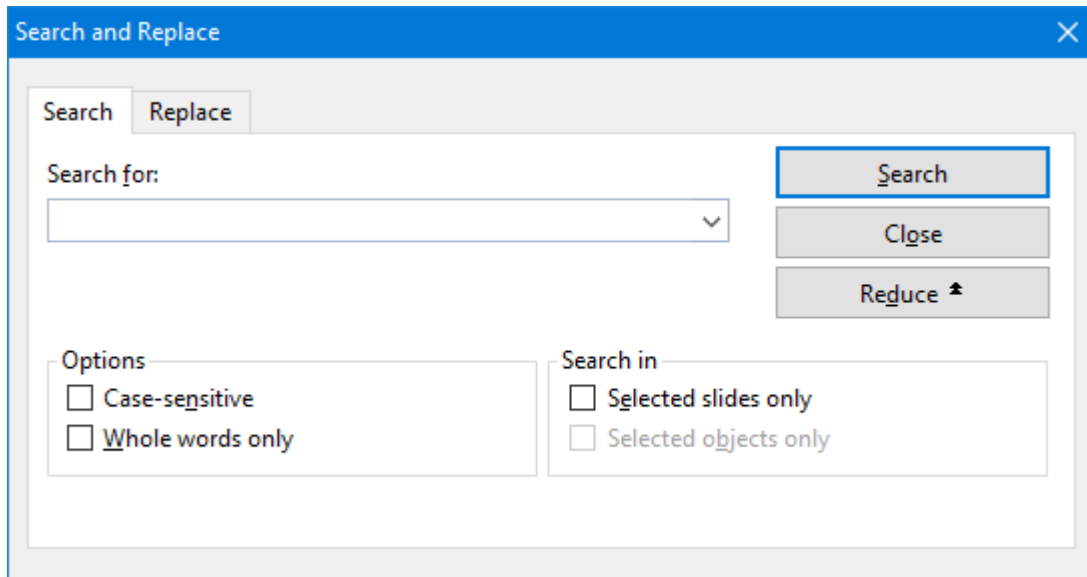 Search and Replace
Search Replace
Search for:
Search
Close
Reduce
Options
Case-sensitive
Whole words only
Search in
Selected slides only
Selected objects only